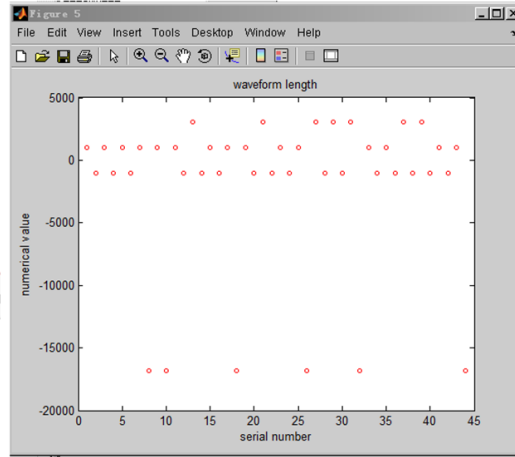 Figure 5
File Edit View Insert Tools Desktop Window Help
waveform length
5000
0
-5000
-10000
-15000
-20000
numerical value
0 5 10 15 20 25 30 35 40 45
serial number